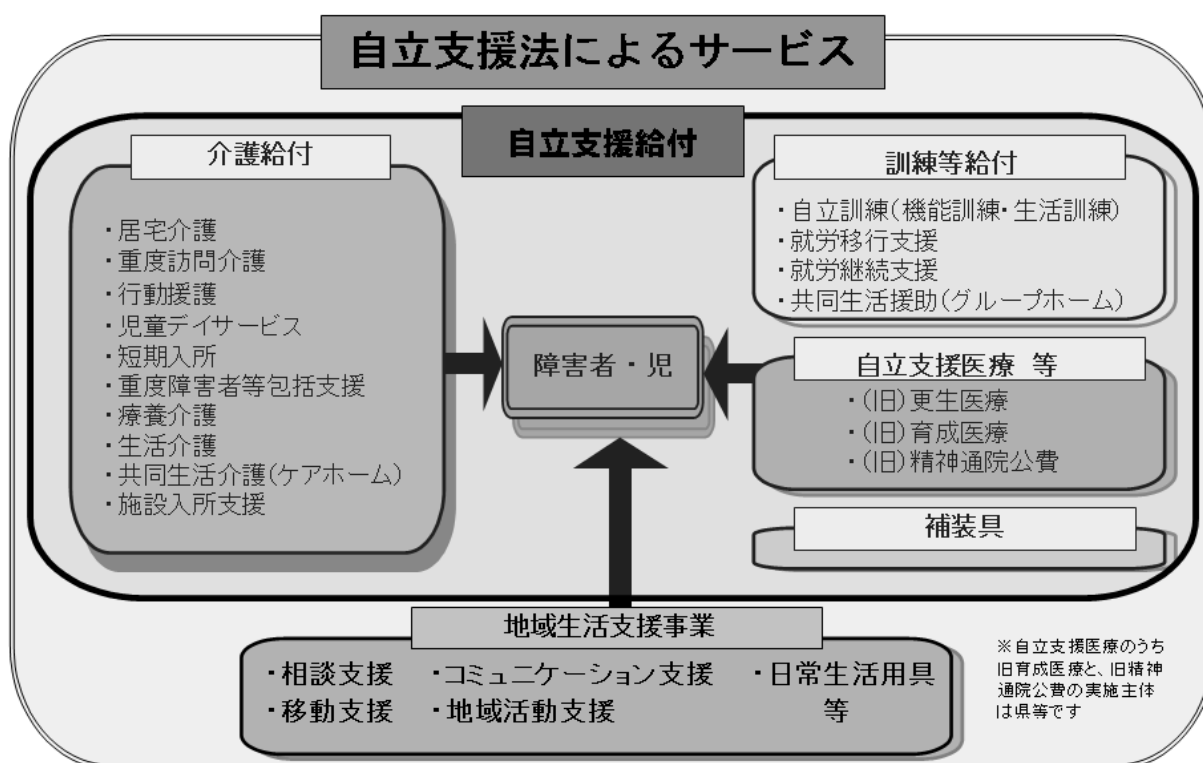 自立支援法によるサービス
自立支援給付
介護給付
・居宅介護
・重度訪問介護
・行動援護
・児童デイサービス
・短期入所
・重度障害者等包括支援
・療養介護
・生活介護
・共同生活介護(ケアホーム)
・施設入所支援
障害者・児
訓練等給付
・自立訓練(機能訓練・生活訓練)
・就労移行支援
・就労継続支援
・共同生活援助(グループホーム)
自立支援医療 等
・(旧)更生医療
・(旧)育成医療
・(旧)精神通院公費
補装具
地域生活支援事業
・相談支援 ・コミュニケーション支援 ・日常生活用具
・移動支援 ・地域活動支援 等
※自立支援医療のうち
旧育成医療と、旧精神
通院公費の実施主体
は県等です